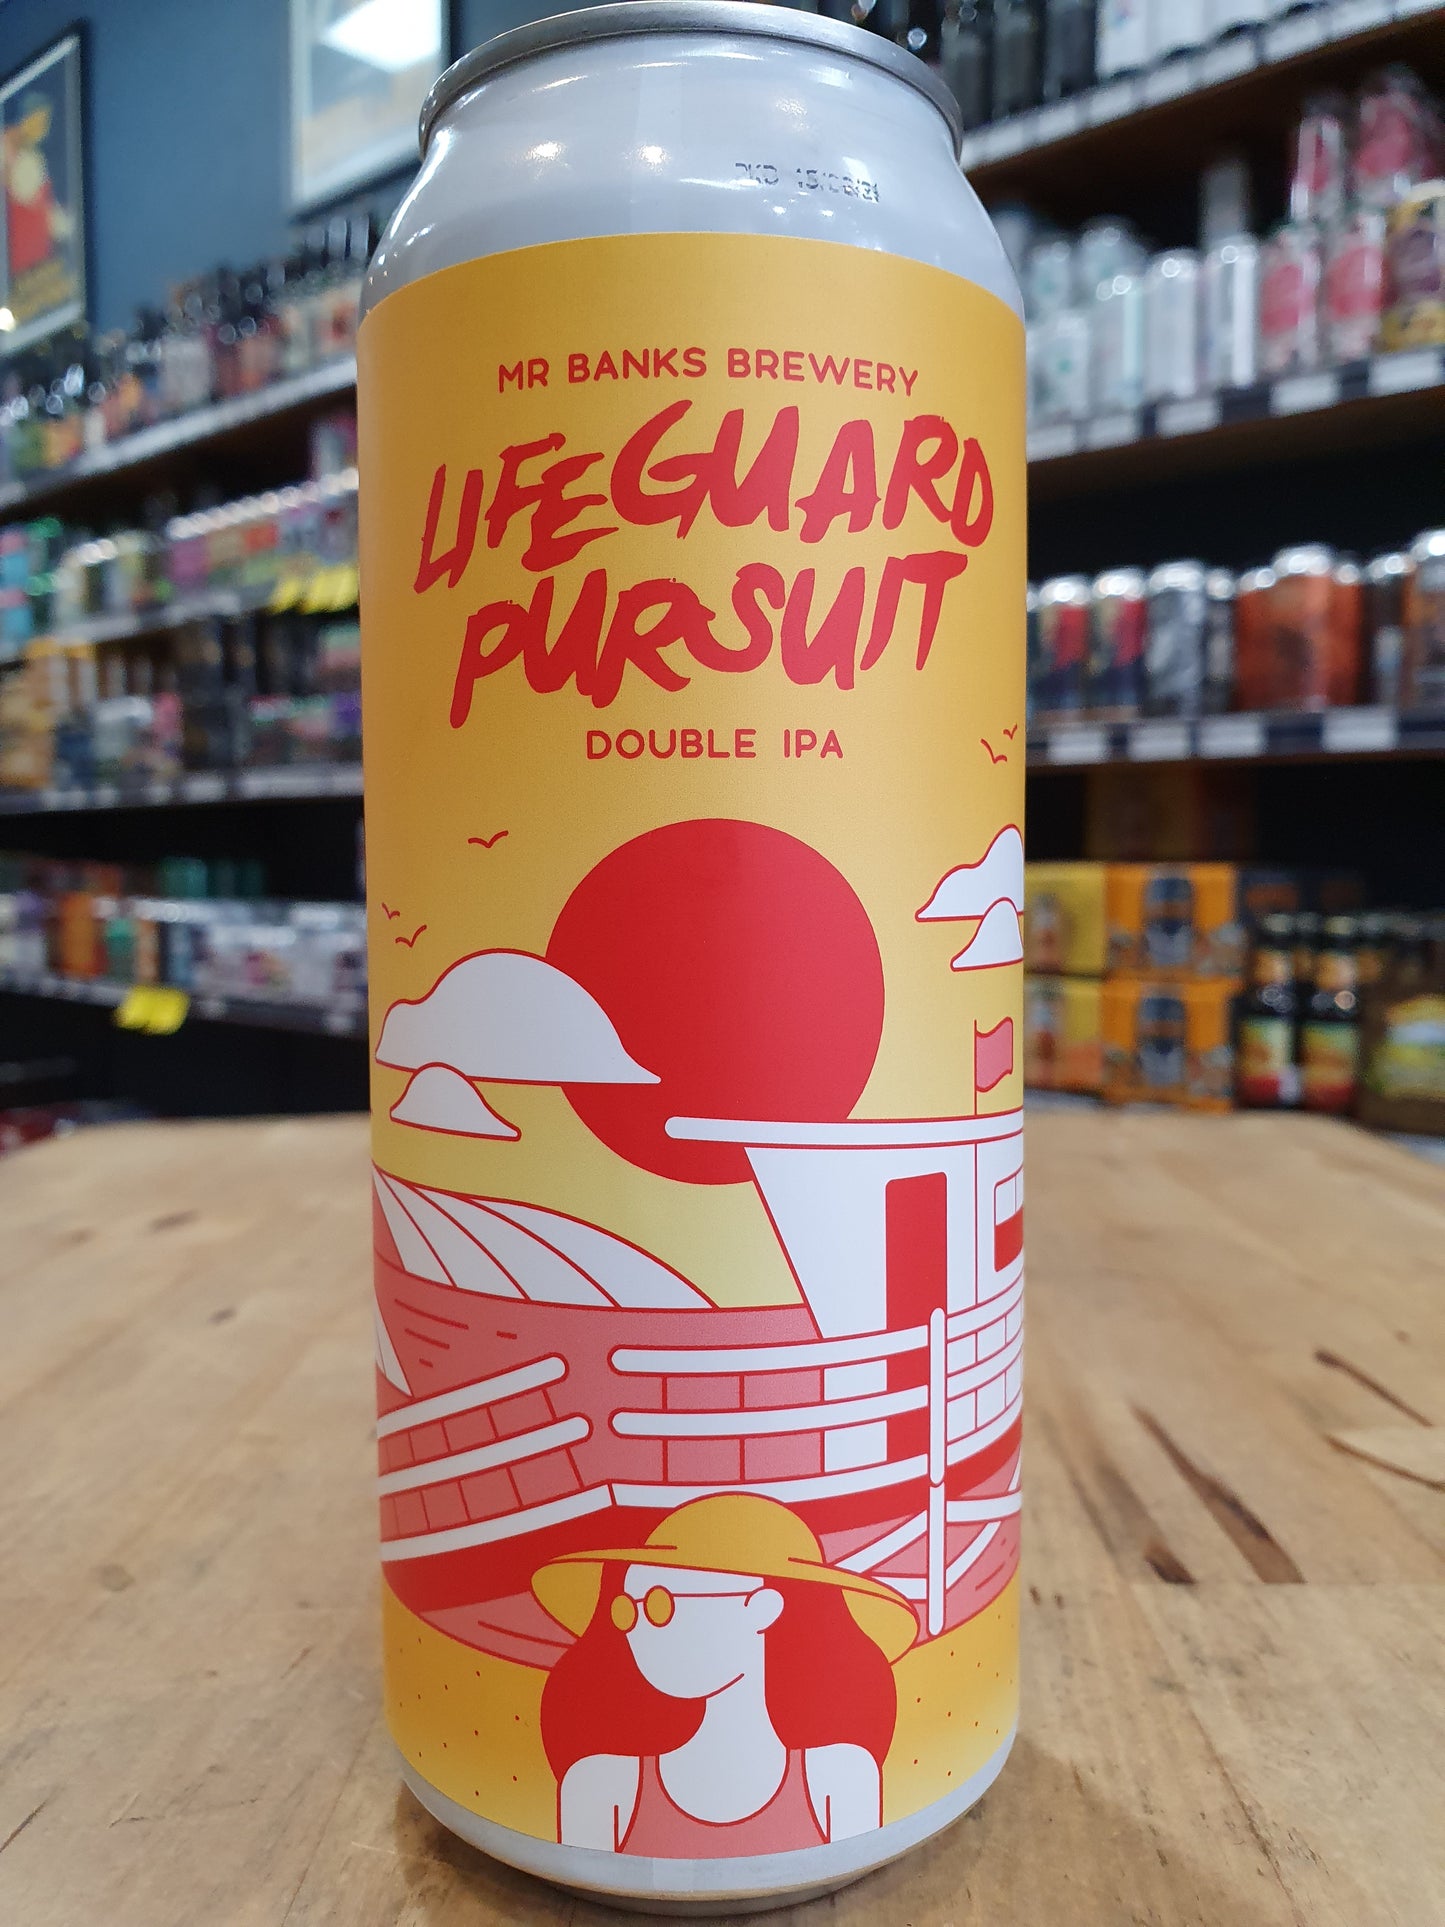 MR BANKS BREWERY
LIFEGUARD
PURSUIT
DOUBLE IPA